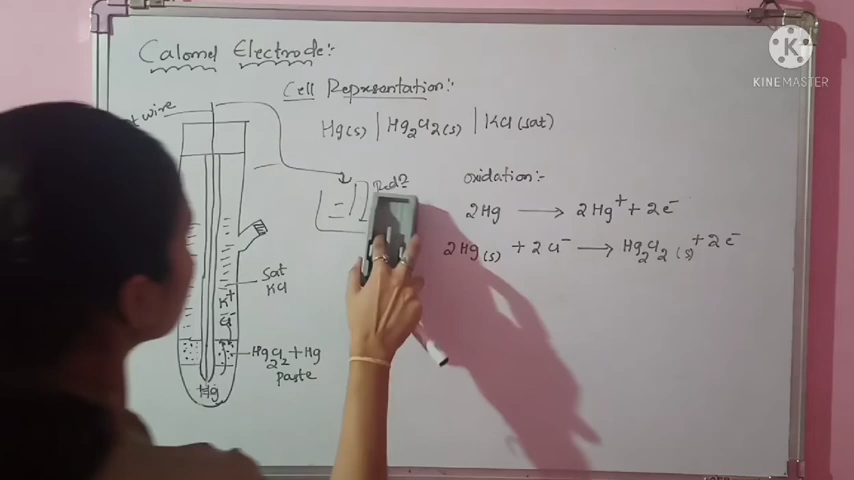 Calomel Electrode:-
Cell Representation:-
Hg(s) | Hg2Cl2(s) | KCl (sat)
t wire
Redn
oxidation:-
2Hg → 2Hg+ + 2e-
2Hg(s) + 2Cl- → Hg2Cl2(s) + 2e-
sat
KCl
K+
Cl-
Hg2Cl2 + Hg
paste
Hg
K
KINEMASTER